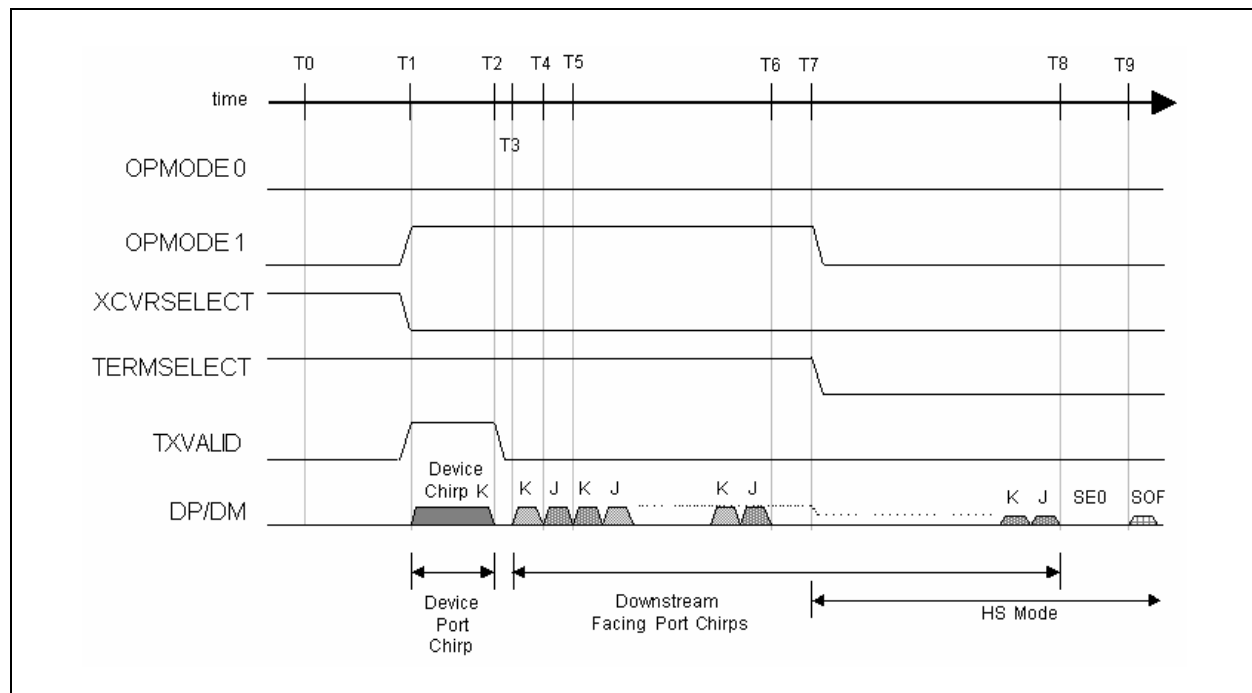 T0 T1 T2 T4 T5 T6 T7 T8 T9
time
T3
OPMODE 0
OPMODE 1
XCVRSELECT
TERMSELECT
TXVALID
Device
Chirp K
K J K J K J K J SE0 SOF
DP/DM
Device
Port
Chirp
Downstream
Facing Port Chirps
HS Mode